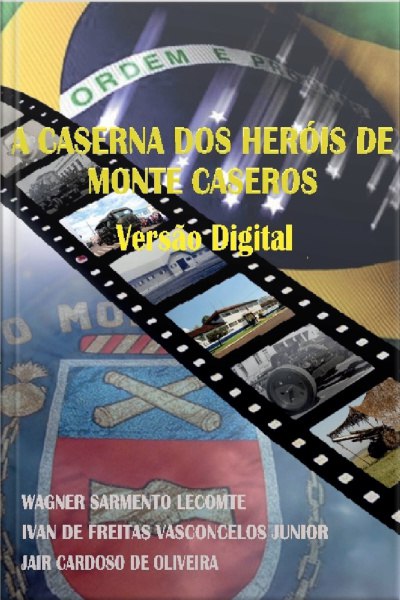 ORDEM E PROGRESSO
A CASERNA DOS HERÓIS DE
MONTE CASEROS
Versão Digital
WAGNER SARMENTO LECOMTE
IVAN DE FREITAS VASCONCELOS JUNIOR
JAIR CARDOSO DE OLIVEIRA